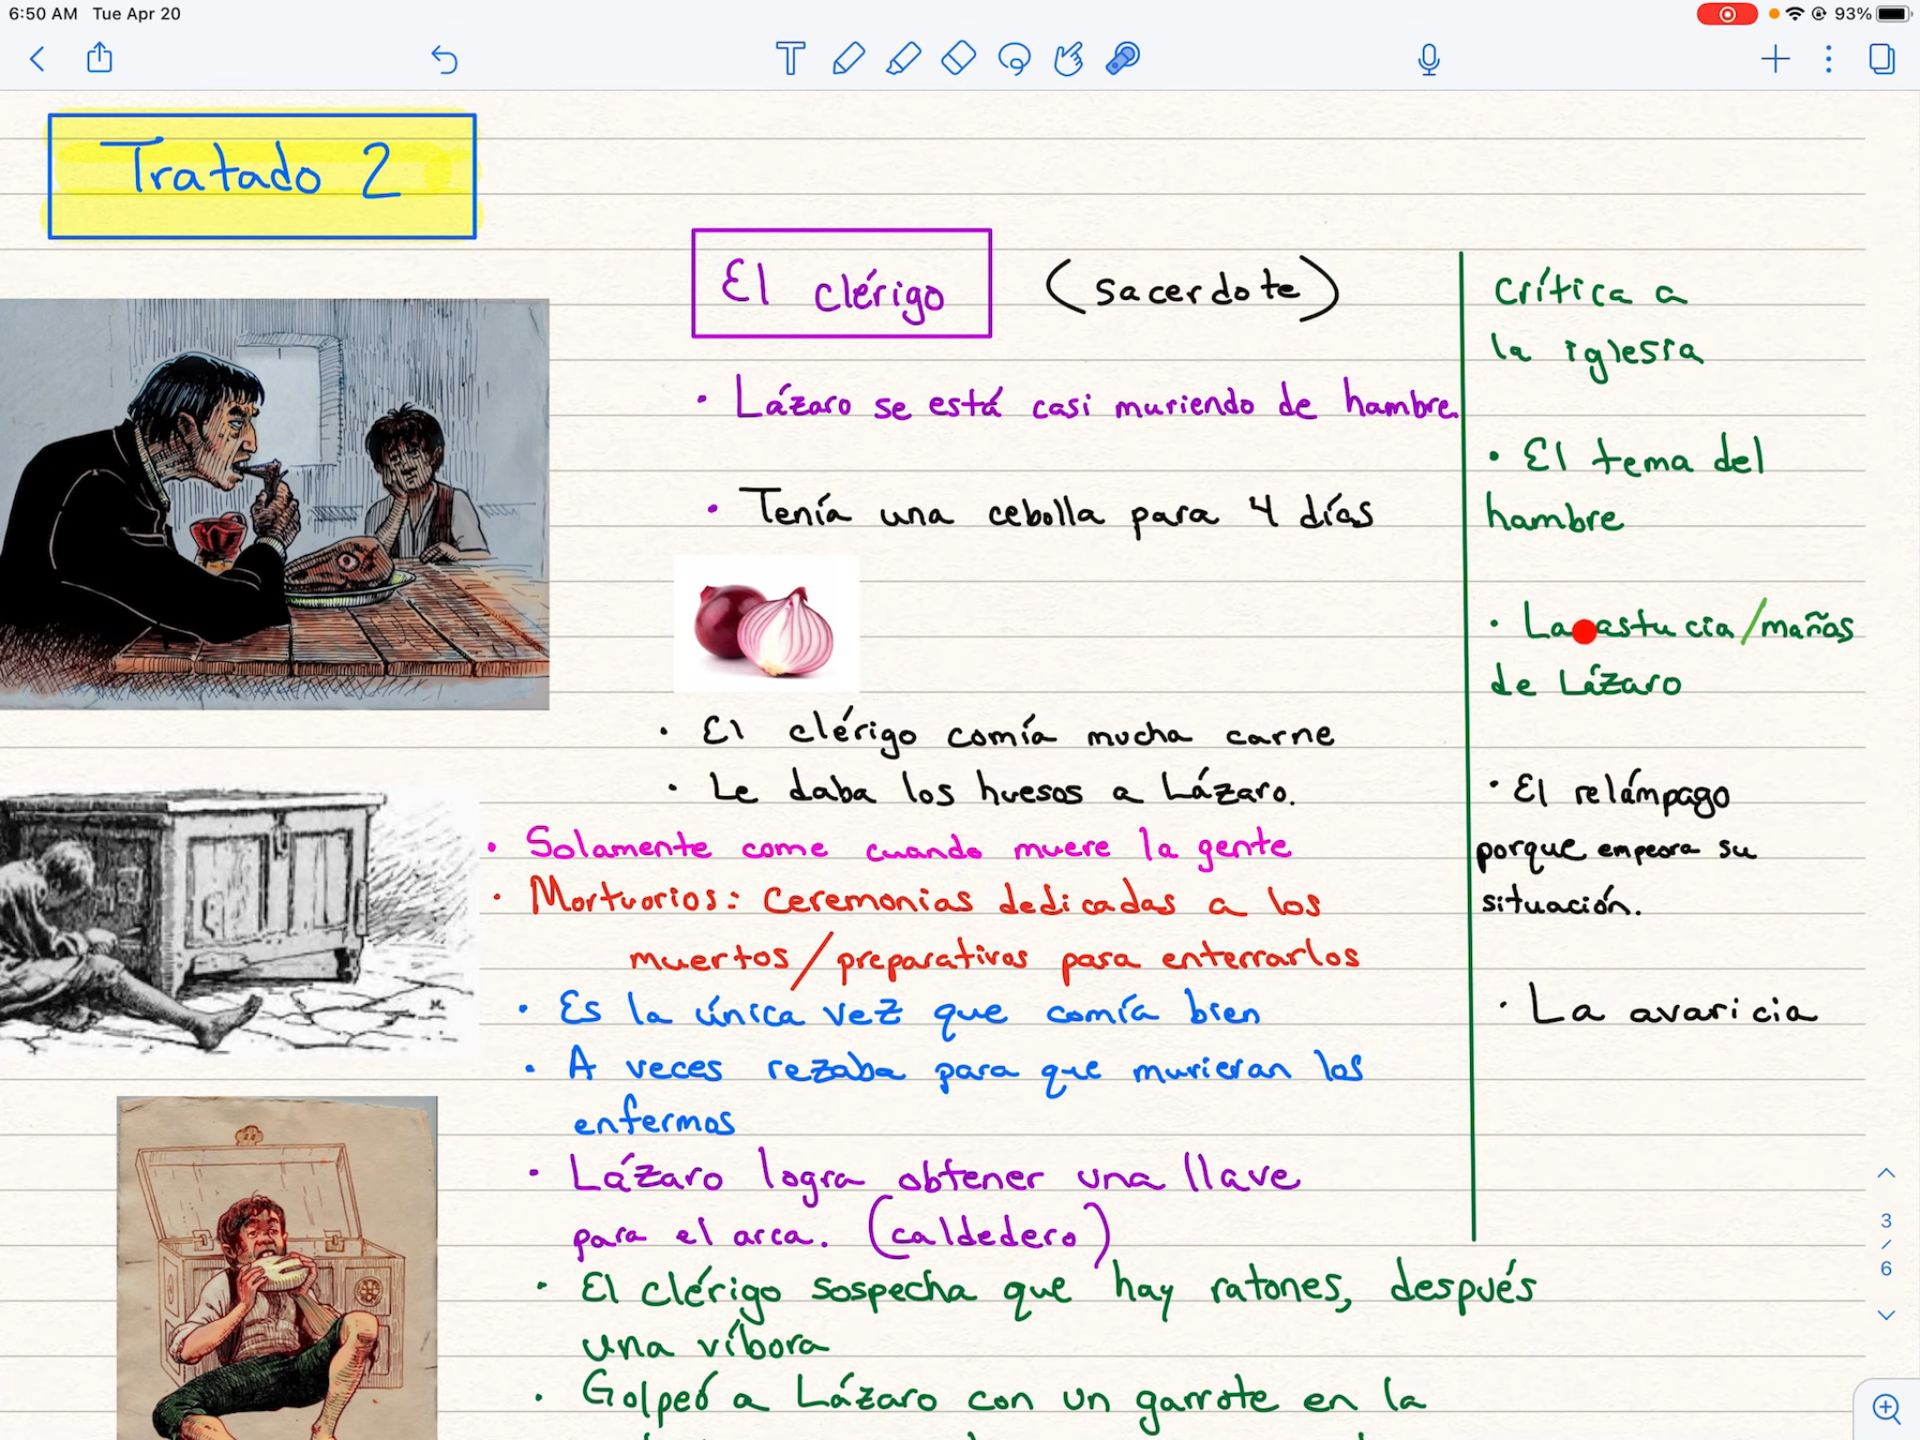 6:50 AM Tue Apr 20
93%
Tratado 2
El clérigo (sacerdote)
• Lázaro se está casi muriendo de hambre.
• Tenía una cebolla para 4 días
• El clérigo comía mucha carne
• Le daba los huesos a Lázaro.
• Solamente come cuando muere la gente
• Mortuorios: Ceremonias dedicadas a los
muertos/preparativos para enterrarlos
• Es la única vez que comía bien
• A veces rezaba para que murieran los
enfermos
• Lázaro logra obtener una llave
para el arca. (caldedero)
• El clérigo sospecha que hay ratones, después
una víbora
• Golpeó a Lázaro con un garrote en la
Crítica a
la iglesia
• El tema del
hambre
• La astucia/mañas
de Lázaro
• El relámpago
porque empeora su
situación.
• La avaricia
3
/
6